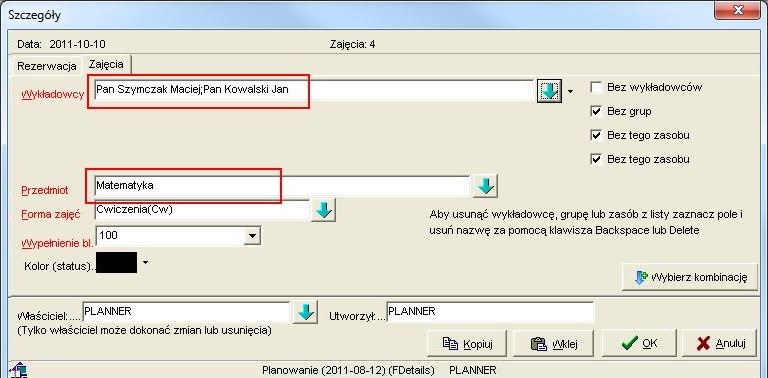 Szczegóły
Data: 2011-10-10 Zajęcia: 4
Rezerwacja Zajęcia
Wykładowcy Pan Szymczak Maciej;Pan Kowalski Jan
Bez wykładowców
Bez grup
Bez tego zasobu
Bez tego zasobu
Przedmiot Matematyka
Forma zajęć Cwiczenia(Cw)
Wypełnienie bl. 100
Kolor (status)..
Aby usunąć wykładowcę, grupę lub zasób z listy zaznacz pole i
usuń nazwę za pomocą klawisza Backspace lub Delete
Wybierz kombinację
Właściciel:.... PLANNER Utworzył.... PLANNER
(Tylko właściciel może dokonać zmian lub usunięcia)
Kopiuj Wklej OK Anuluj
Planowanie (2011-08-12) (FDetails) PLANNER